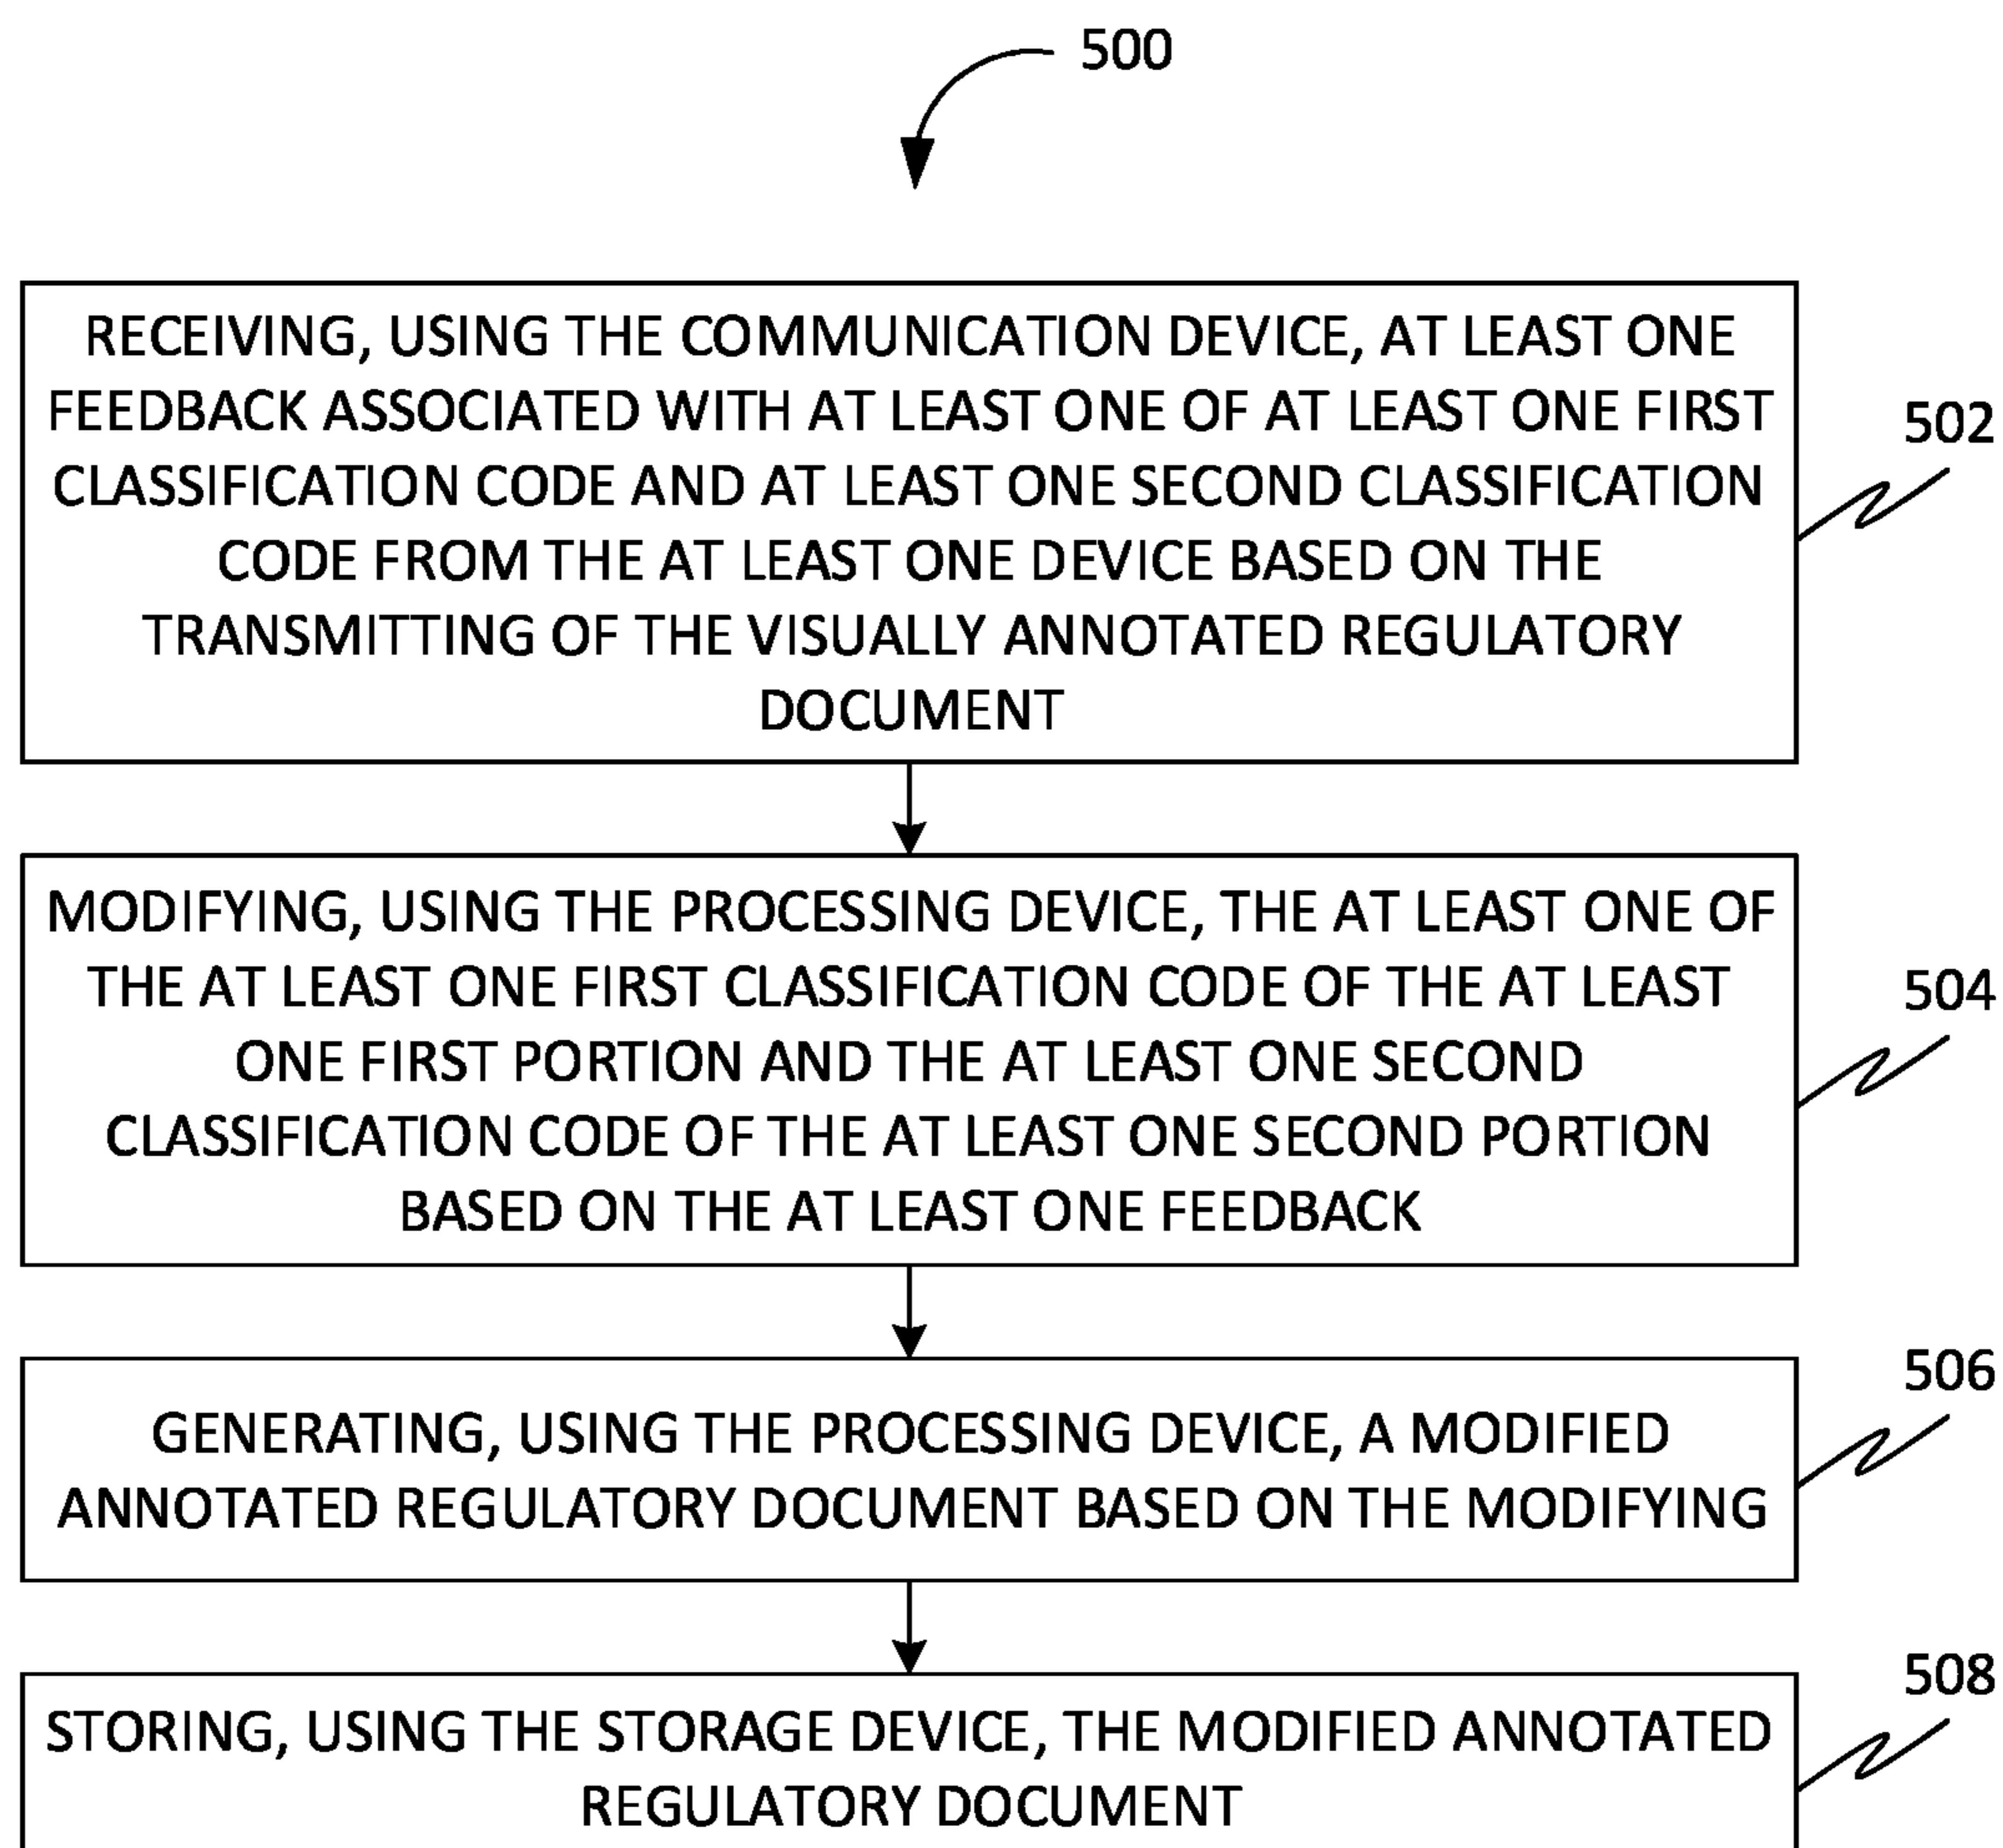 500
RECEIVING, USING THE COMMUNICATION DEVICE, AT LEAST ONE
FEEDBACK ASSOCIATED WITH AT LEAST ONE OF AT LEAST ONE FIRST
CLASSIFICATION CODE AND AT LEAST ONE SECOND CLASSIFICATION
CODE FROM THE AT LEAST ONE DEVICE BASED ON THE
TRANSMITTING OF THE VISUALLY ANNOTATED REGULATORY
DOCUMENT
502
MODIFYING, USING THE PROCESSING DEVICE, THE AT LEAST ONE OF
THE AT LEAST ONE FIRST CLASSIFICATION CODE OF THE AT LEAST
ONE FIRST PORTION AND THE AT LEAST ONE SECOND
CLASSIFICATION CODE OF THE AT LEAST ONE SECOND PORTION
BASED ON THE AT LEAST ONE FEEDBACK
504
GENERATING, USING THE PROCESSING DEVICE, A MODIFIED
ANNOTATED REGULATORY DOCUMENT BASED ON THE MODIFYING
506
STORING, USING THE STORAGE DEVICE, THE MODIFIED ANNOTATED
REGULATORY DOCUMENT
508